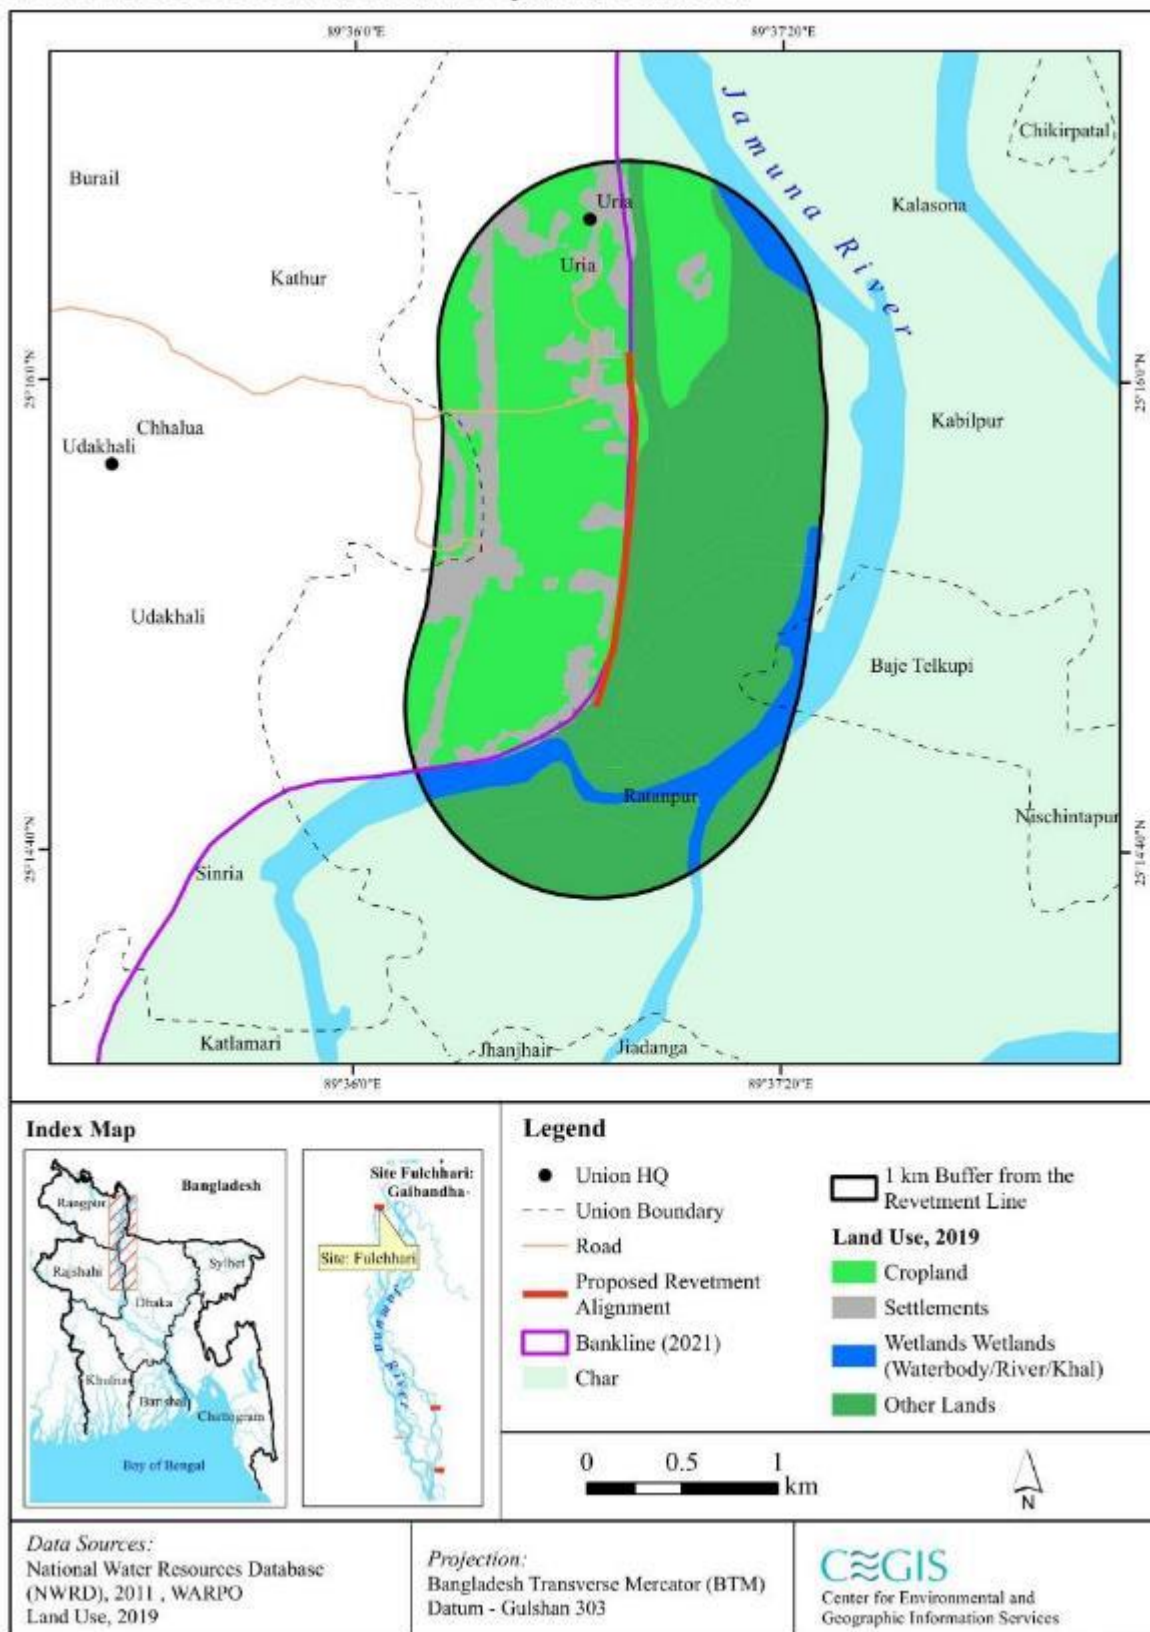 89°36'0"E
89°37'20"E
Jamuna River
Chikirpatal
Burail
Uria
Kalasona
Uria
Kathur
25°16'0"N
25°16'0"N
Chhalua
Udakhali
Kabilpur
Udakhali
Baje Telkupi
Ratanpur
Nischintapur
25°14'40"N
25°14'40"N
Sinria
Katlamari
Jhanjhair
Jiadanga
89°36'0"E
89°37'20"E
Index Map
Bangladesh
Rangpur
Rajshahi
Sylhet
Dhaka
Khulna
Barishal
Chittogram
Bay of Bengal
Site Fulchhari:
Gaibandha
Site: Fulchhari
Jamuna River
Legend
Union HQ
Union Boundary
Road
Proposed Revetment
Alignment
Bankline (2021)
Char
1 km Buffer from the
Revetment Line
Land Use, 2019
Cropland
Settlements
Wetlands Wetlands
(Waterbody/River/Khal)
Other Lands
0 0.5 1
km
N
Data Sources:
National Water Resources Database
(NWRD), 2011 , WARPO
Land Use, 2019
Projection:
Bangladesh Transverse Mercator (BTM)
Datum - Gulshan 303
CEGIS
Center for Environmental and
Geographic Information Services